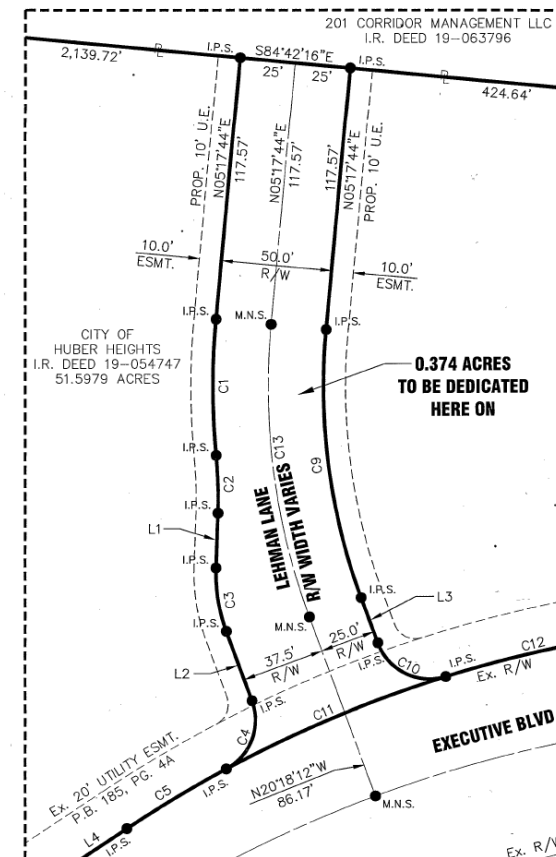 201 CORRIDOR MANAGEMENT LLC
I.R. DEED 19-063796
2,139.72'
I.P.S.
S84°42'16"E
I.P.S.
25'
25'
424.64'
PROP. 10' U.E.
N05°17'44"E
117.57'
N05°17'44"E
117.57'
N05°17'44"E
117.57'
PROP. 10' U.E.
10.0'
ESMT.
50.0'
R/W
10.0'
ESMT.
I.P.S.
M.N.S.
I.P.S.
CITY OF
HUBER HEIGHTS
I.R. DEED 19-054747
51.5979 ACRES
0.374 ACRES
TO BE DEDICATED
HERE ON
C1
C13
C9
I.P.S.
C2
LEHMAN LANE
R/W WIDTH VARIES
I.P.S.
L1
I.P.S.
C3
I.P.S.
L3
M.N.S.
I.P.S.
25.0'
R/W
I.P.S.
37.5'
R/W
L2
C10
I.P.S.
C12
Ex. R/W
I.P.S.
C11
C4
EXECUTIVE BLVD
Ex. 20' UTILITY ESMT.
P.B. 185, PG. 4A
I.P.S.
C5
N20°18'12"W
86.17'
M.N.S.
L4
I.P.S.
Ex. R/W